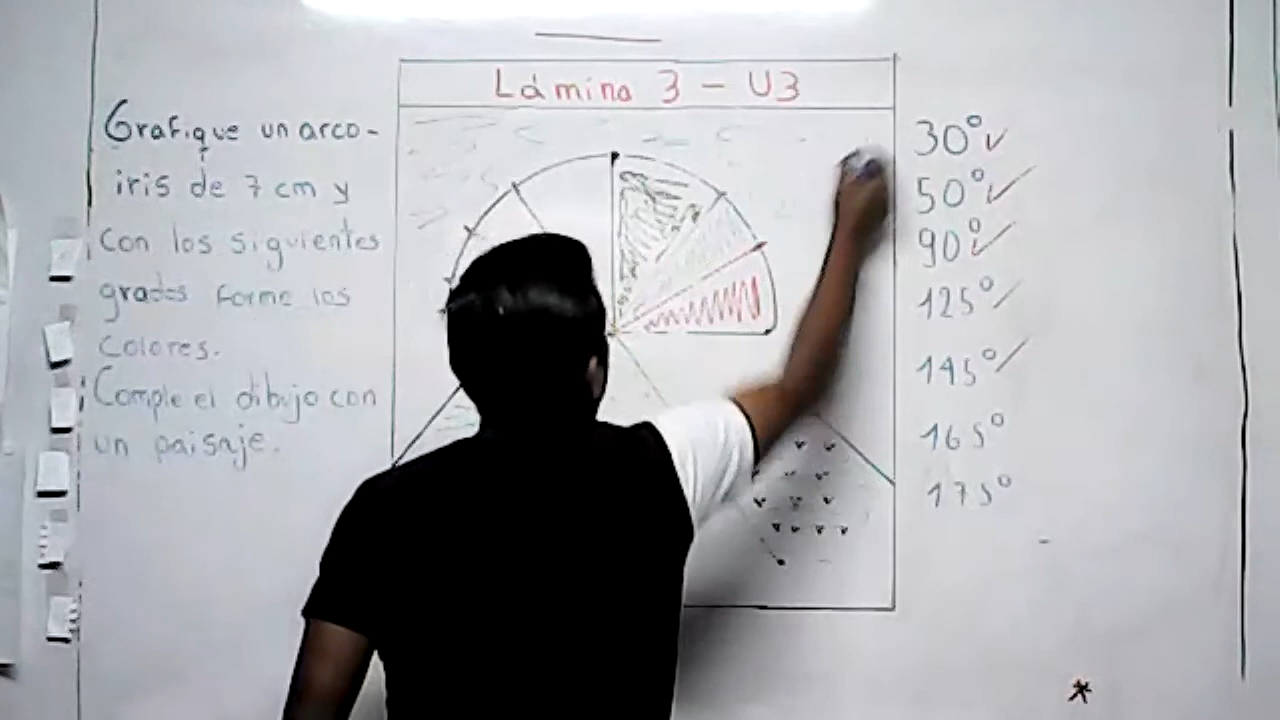 Lámina 3 - U3
Grafique un arco-
iris de 7 cm y
con los siguientes
grados forme los
colores.
Comple el dibujo con
un paisaje.
30°✓
50°✓
90°✓
125°
145°
165°
175°